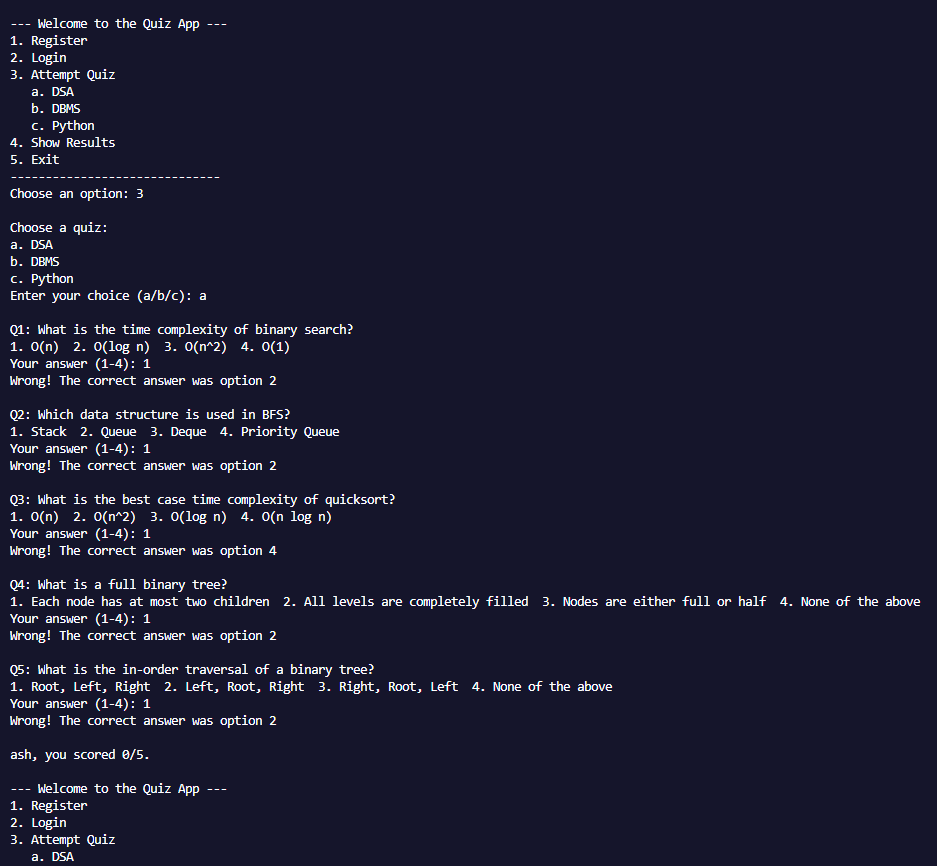 --- Welcome to the Quiz App ---
1. Register
2. Login
3. Attempt Quiz
   a. DSA
   b. DBMS
   c. Python
4. Show Results
5. Exit
------------------------------
Choose an option: 3

Choose a quiz:
a. DSA
b. DBMS
c. Python
Enter your choice (a/b/c): a

Q1: What is the time complexity of binary search?
1. O(n)  2. O(log n)  3. O(n^2)  4. O(1)
Your answer (1-4): 1
Wrong! The correct answer was option 2

Q2: Which data structure is used in BFS?
1. Stack  2. Queue  3. Deque  4. Priority Queue
Your answer (1-4): 1
Wrong! The correct answer was option 2

Q3: What is the best case time complexity of quicksort?
1. O(n)  2. O(n^2)  3. O(log n)  4. O(n log n)
Your answer (1-4): 1
Wrong! The correct answer was option 4

Q4: What is a full binary tree?
1. Each node has at most two children  2. All levels are completely filled  3. Nodes are either full or half  4. None of the above
Your answer (1-4): 1
Wrong! The correct answer was option 2

Q5: What is the in-order traversal of a binary tree?
1. Root, Left, Right  2. Left, Root, Right  3. Right, Root, Left  4. None of the above
Your answer (1-4): 1
Wrong! The correct answer was option 2

ash, you scored 0/5.

--- Welcome to the Quiz App ---
1. Register
2. Login
3. Attempt Quiz
   a. DSA